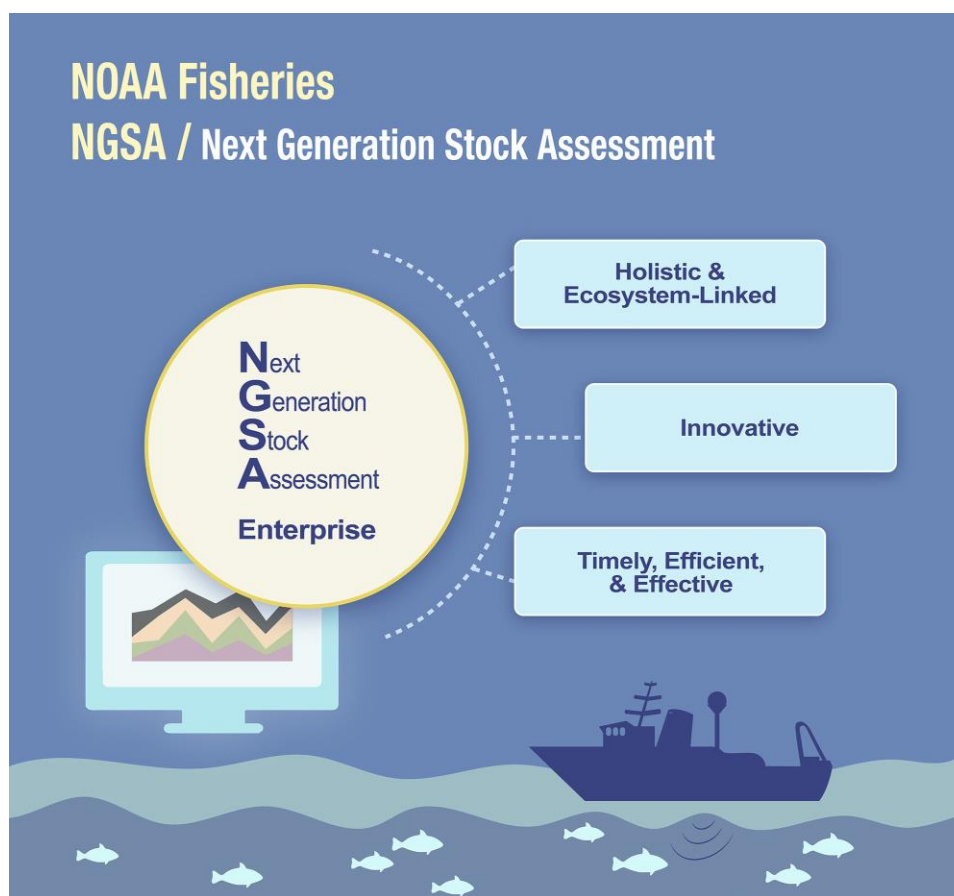 NOAA Fisheries
NGSA / Next Generation Stock Assessment
Next
Generation
Stock
Assessment
Enterprise
Holistic &
Ecosystem-Linked
Innovative
Timely, Efficient,
& Effective